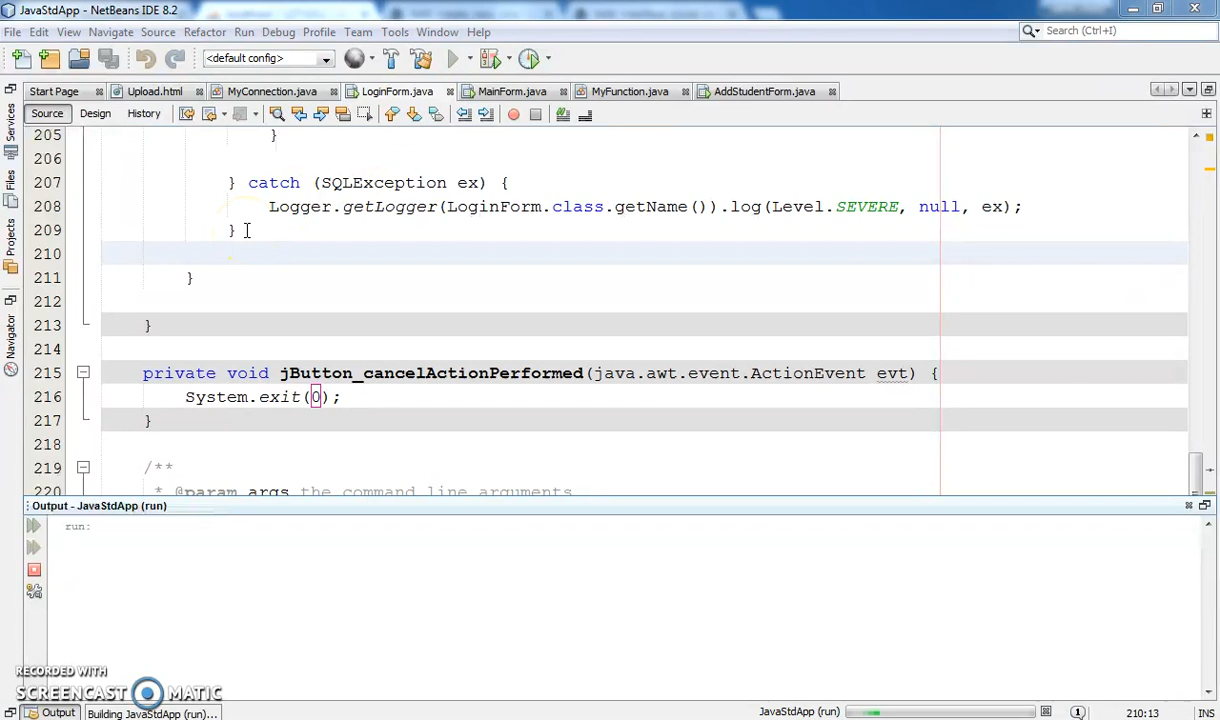 JavaStdApp - NetBeans IDE 8.2
File Edit View Navigate Source Refactor Run Debug Profile Team Tools Window Help
Search (Ctrl+I)
<default config>
Start Page Upload.html MyConnection.java LoginForm.java MainForm.java MyFunction.java AddStudentForm.java
Source Design History
Services
Files
Projects
Navigator
205 }
206
207 } catch (SQLException ex) {
208 Logger.getLogger(LoginForm.class.getName()).log(Level.SEVERE, null, ex);
209 }
210
211 }
212
213 }
214
215 private void jButton_cancelActionPerformed(java.awt.event.ActionEvent evt) {
216 System.exit(0);
217 }
218
219 /**
220 * @param args the command line arguments
Output - JavaStdApp (run)
run:
RECORDED WITH
SCREENCAST MATIC
Output Building JavaStdApp (run)... JavaStdApp (run) 1 210:13 INS